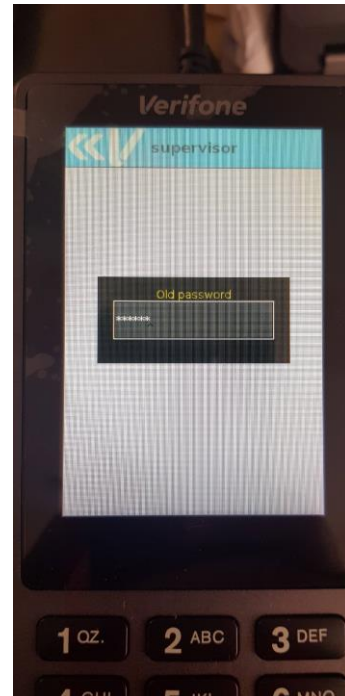 Verifone
supervisor
Old password
*******
1 QZ.
2 ABC
3 DEF